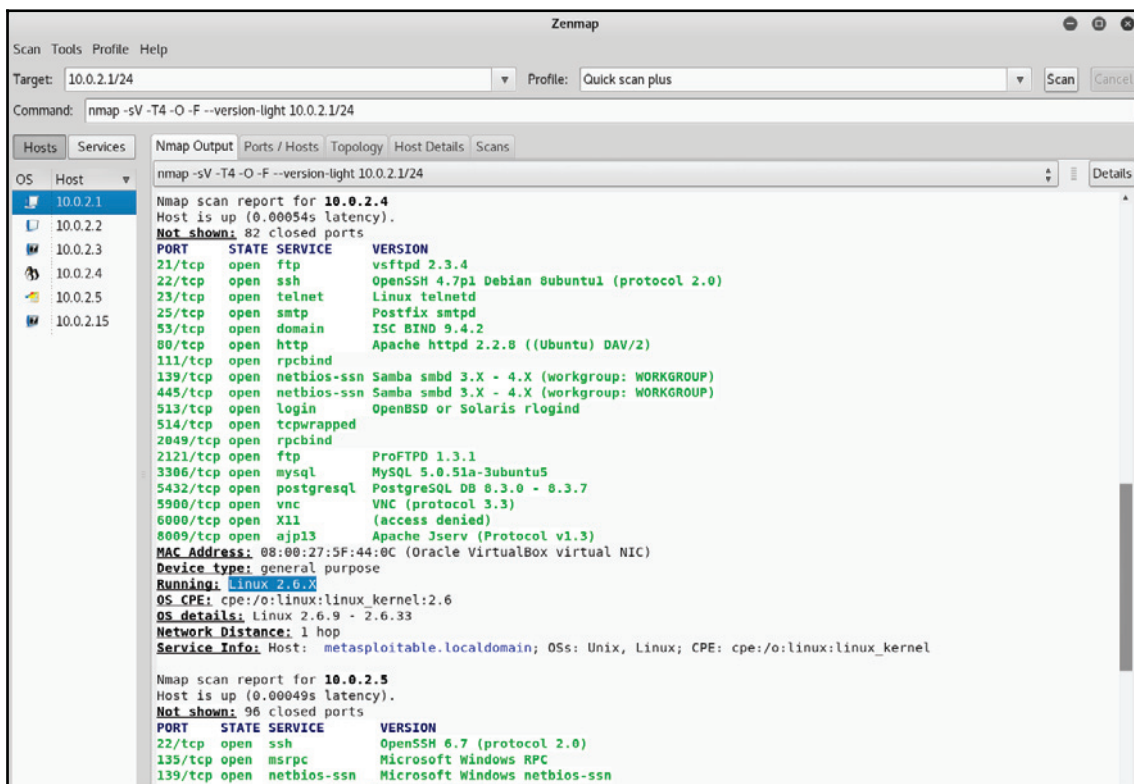 Zenmap
Scan Tools Profile Help
Target: 10.0.2.1/24 Profile: Quick scan plus Scan Cancel
Command: nmap -sV -T4 -O -F --version-light 10.0.2.1/24
Hosts Services Nmap Output Ports / Hosts Topology Host Details Scans
OS Host nmap -sV -T4 -O -F --version-light 10.0.2.1/24 Details
10.0.2.1
10.0.2.2
10.0.2.3
10.0.2.4
10.0.2.5
10.0.2.15
Nmap scan report for 10.0.2.4
Host is up (0.00054s latency).
Not shown: 82 closed ports
PORT STATE SERVICE VERSION
21/tcp open ftp vsftpd 2.3.4
22/tcp open ssh OpenSSH 4.7p1 Debian 8ubuntu1 (protocol 2.0)
23/tcp open telnet Linux telnetd
25/tcp open smtp Postfix smtpd
53/tcp open domain ISC BIND 9.4.2
80/tcp open http Apache httpd 2.2.8 ((Ubuntu) DAV/2)
111/tcp open rpcbind
139/tcp open netbios-ssn Samba smbd 3.X - 4.X (workgroup: WORKGROUP)
445/tcp open netbios-ssn Samba smbd 3.X - 4.X (workgroup: WORKGROUP)
513/tcp open login OpenBSD or Solaris rlogind
514/tcp open tcpwrapped
2049/tcp open rpcbind
2121/tcp open ftp ProFTPD 1.3.1
3306/tcp open mysql MySQL 5.0.51a-3ubuntu5
5432/tcp open postgresql PostgreSQL DB 8.3.0 - 8.3.7
5900/tcp open vnc VNC (protocol 3.3)
6000/tcp open X11 (access denied)
8009/tcp open ajp13 Apache Jserv (Protocol v1.3)
MAC Address: 08:00:27:5F:44:0C (Oracle VirtualBox virtual NIC)
Device type: general purpose
Running: Linux 2.6.X
OS CPE: cpe:/o:linux:linux_kernel:2.6
OS details: Linux 2.6.9 - 2.6.33
Network Distance: 1 hop
Service Info: Host: metasploitable.localdomain; OSs: Unix, Linux; CPE: cpe:/o:linux:linux_kernel
Nmap scan report for 10.0.2.5
Host is up (0.00049s latency).
Not shown: 96 closed ports
PORT STATE SERVICE VERSION
22/tcp open ssh OpenSSH 6.7 (protocol 2.0)
135/tcp open msrpc Microsoft Windows RPC
139/tcp open netbios-ssn Microsoft Windows netbios-ssn